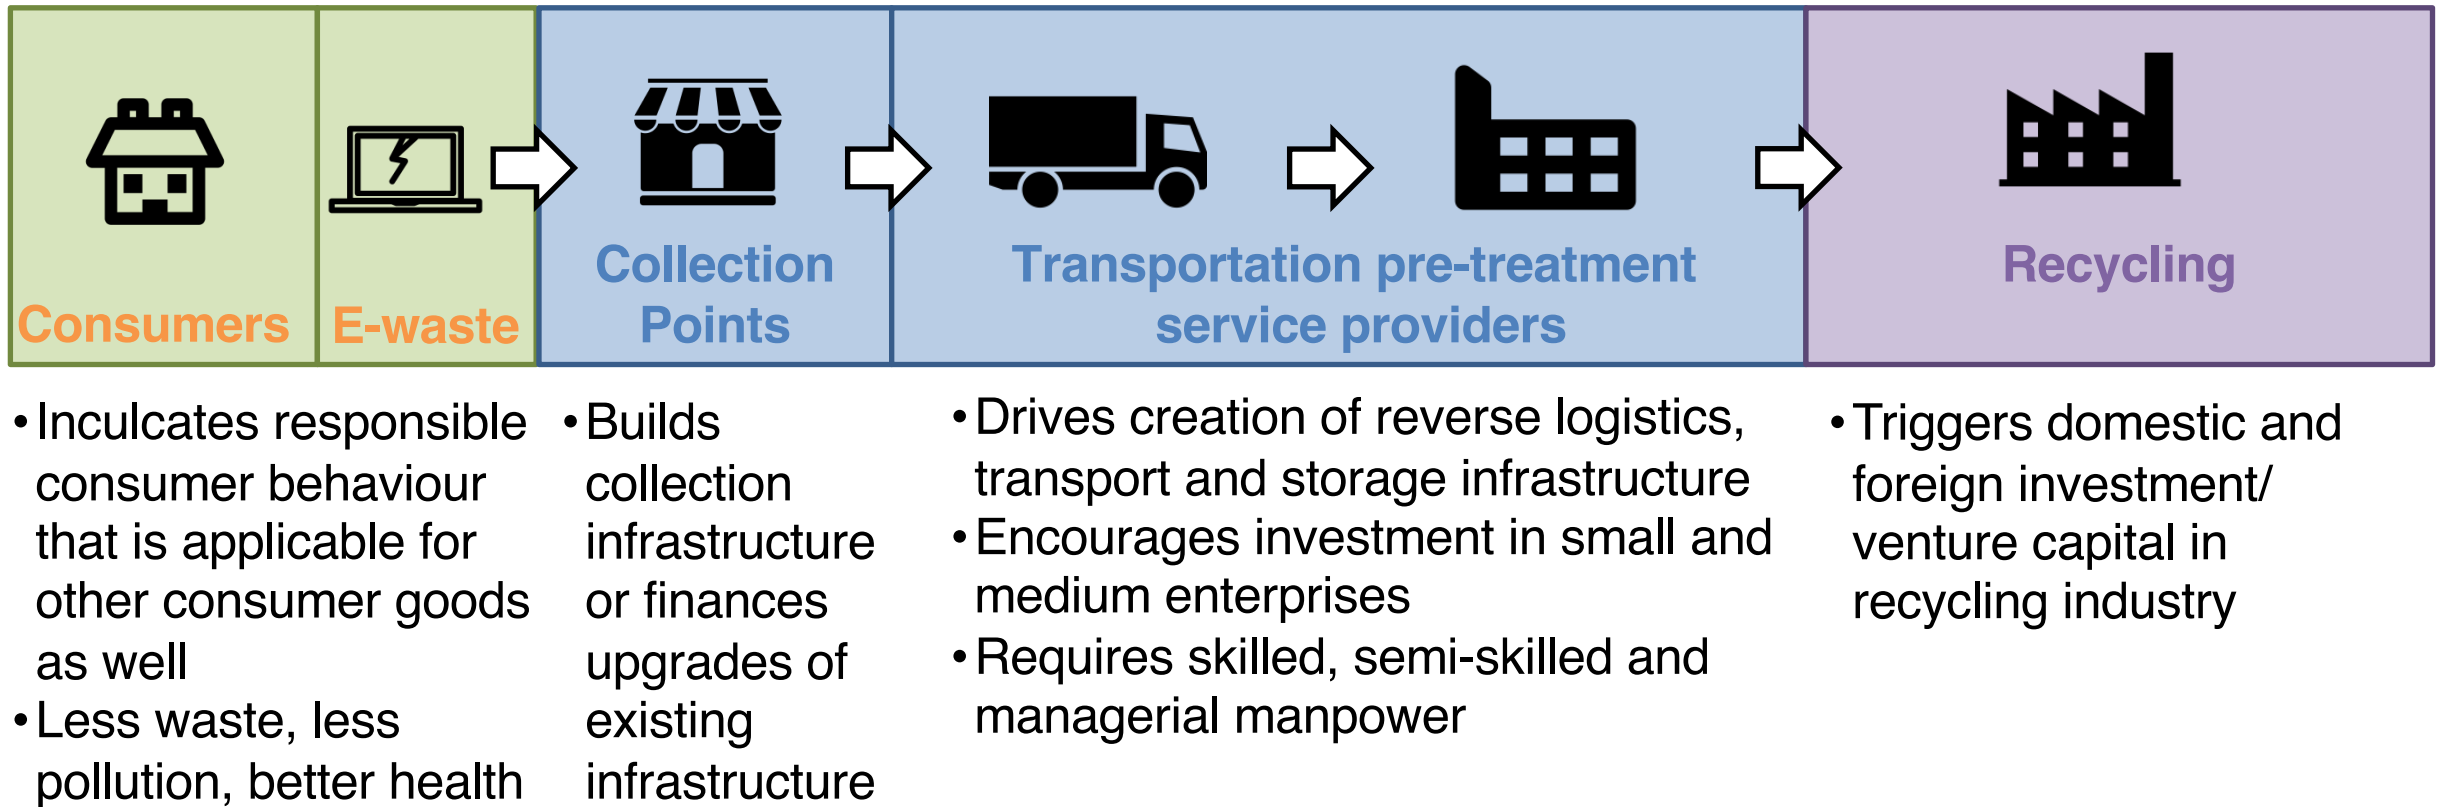 Consumers
E-waste
Collection
Points
Transportation pre-treatment
service providers
Recycling
•Inculcates responsible
consumer behaviour
that is applicable for
other consumer goods
as well
•Less waste, less
pollution, better health
•Builds
collection
infrastructure
or finances
upgrades of
existing
infrastructure
•Drives creation of reverse logistics,
transport and storage infrastructure
•Encourages investment in small and
medium enterprises
•Requires skilled, semi-skilled and
managerial manpower
•Triggers domestic and
foreign investment/
venture capital in
recycling industry